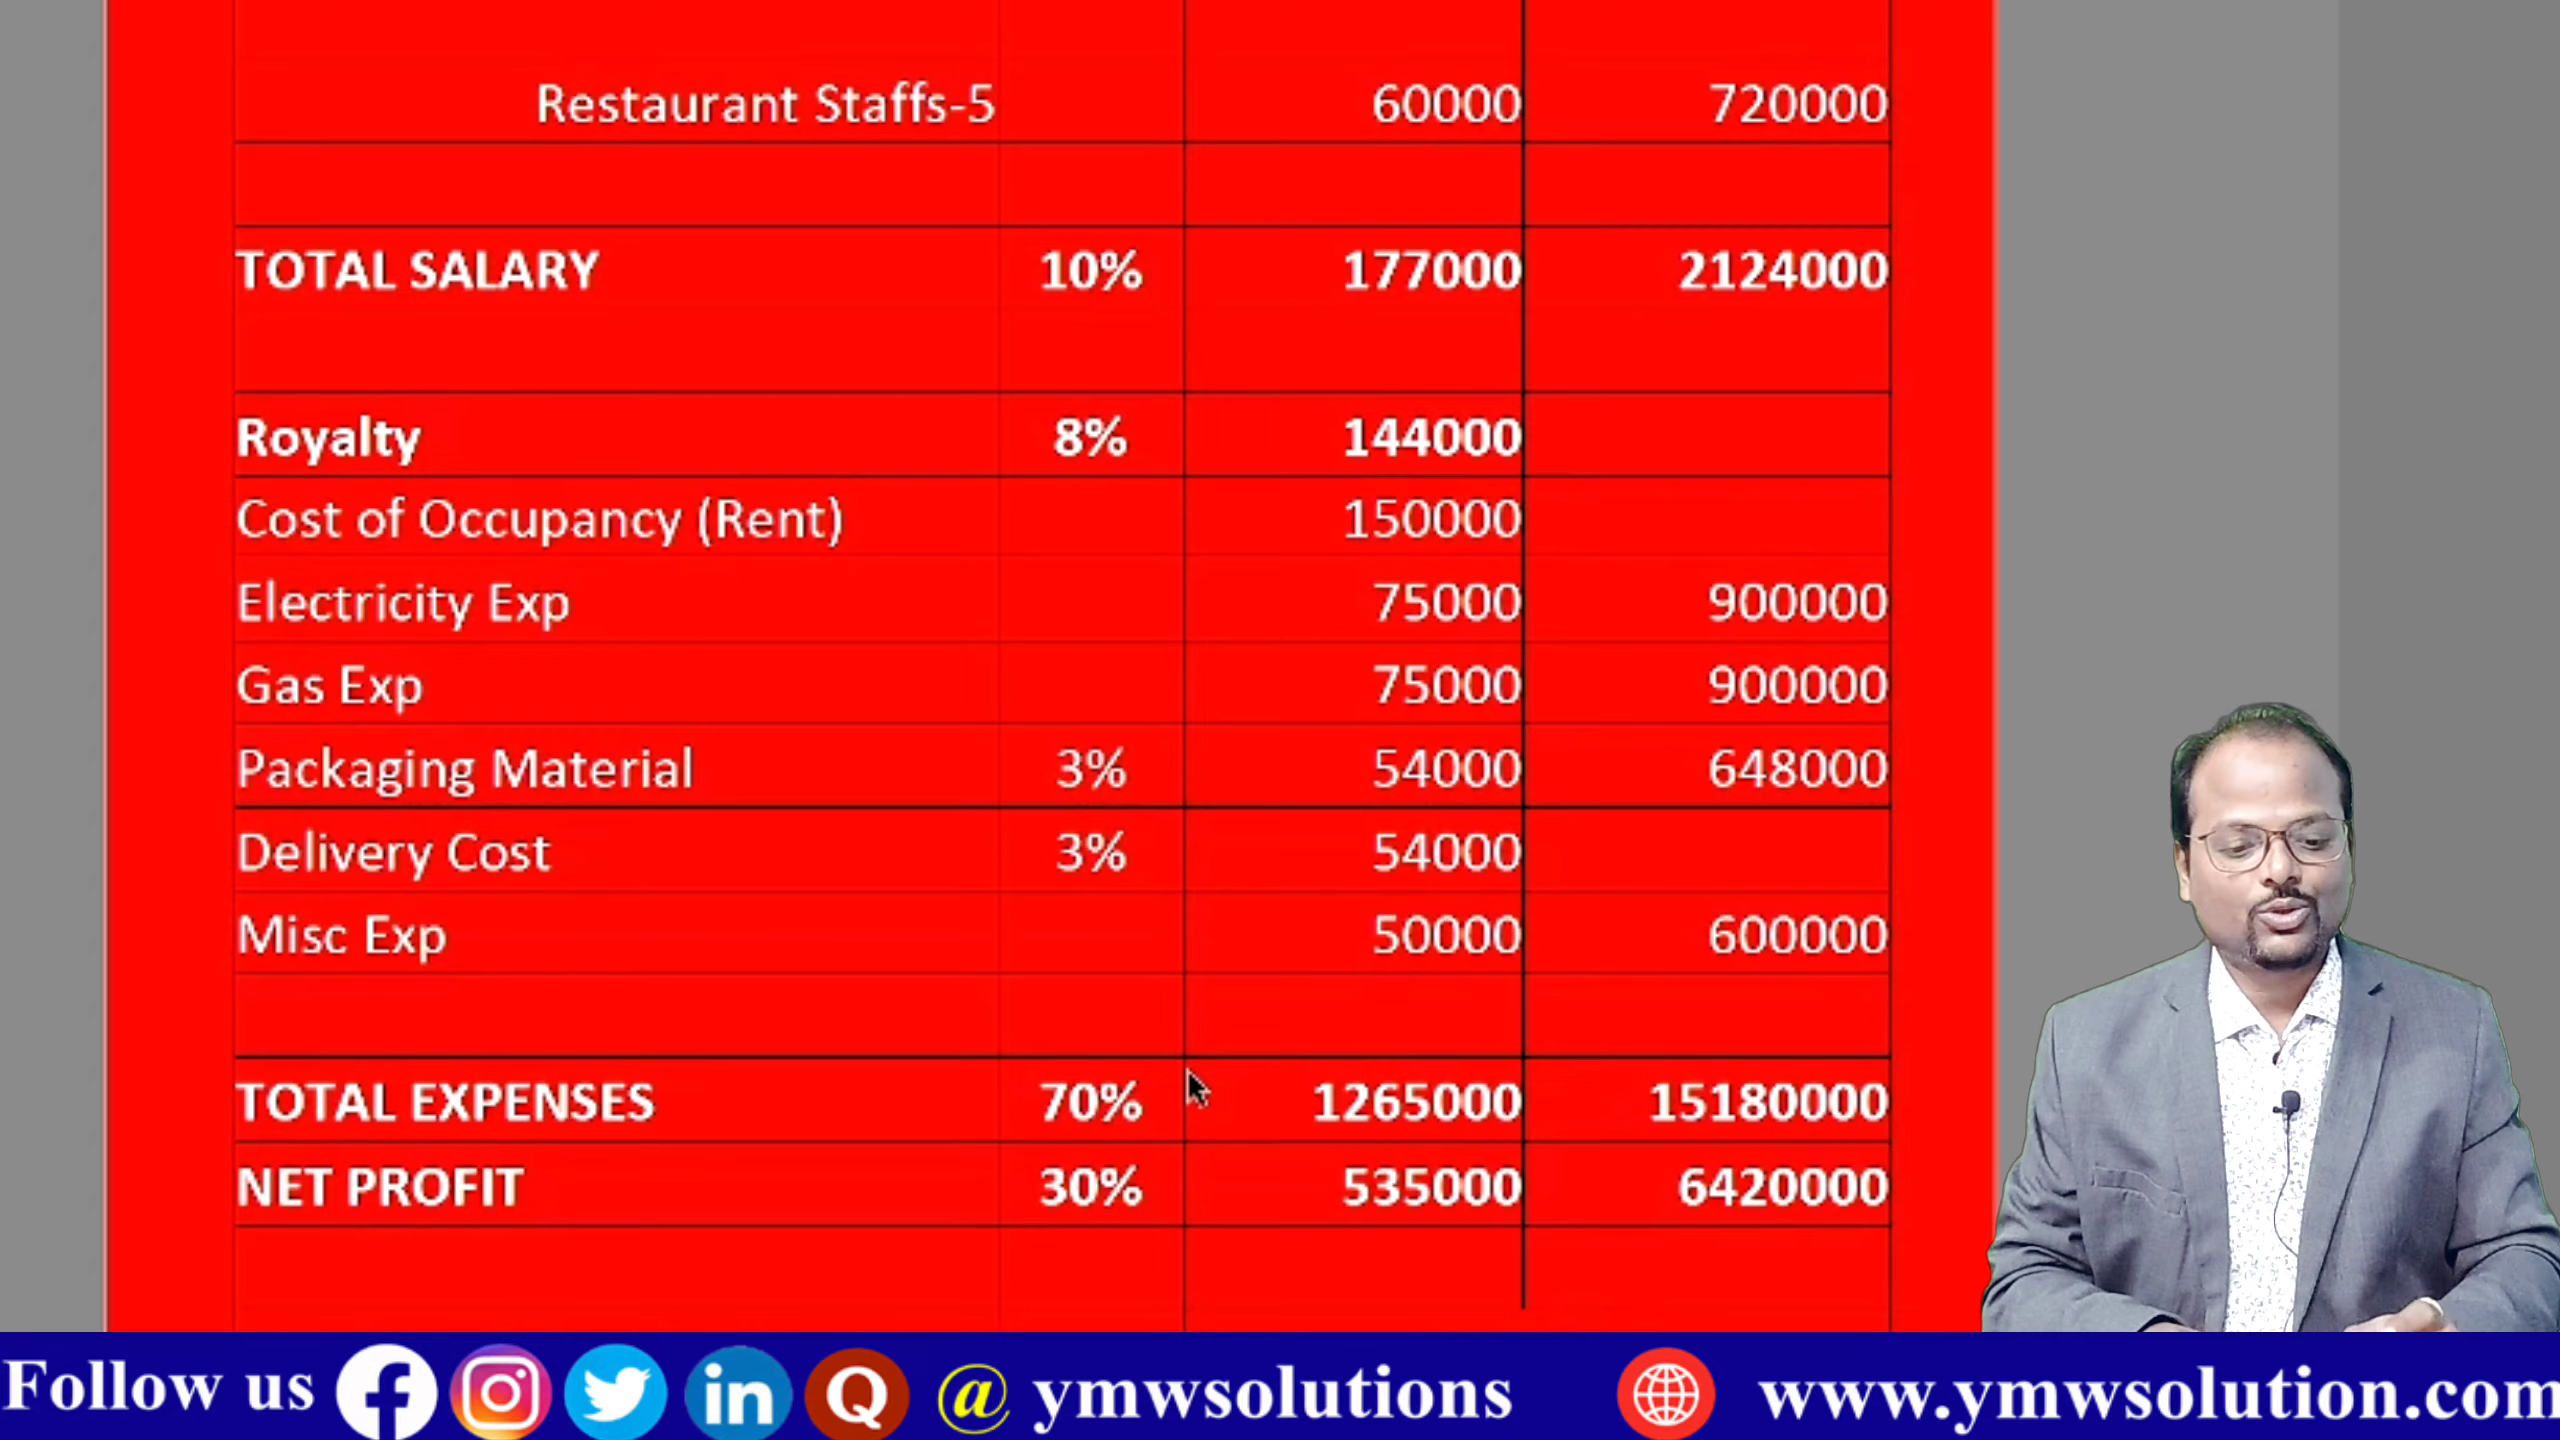 Restaurant Staffs-5 60000 720000
TOTAL SALARY 10% 177000 2124000
Royalty 8% 144000
Cost of Occupancy (Rent) 150000
Electricity Exp 75000 900000
Gas Exp 75000 900000
Packaging Material 3% 54000 648000
Delivery Cost 3% 54000
Misc Exp 50000 600000
TOTAL EXPENSES 70% 1265000 15180000
NET PROFIT 30% 535000 6420000
Follow us @ ymwsolutions www.ymwsolution.com